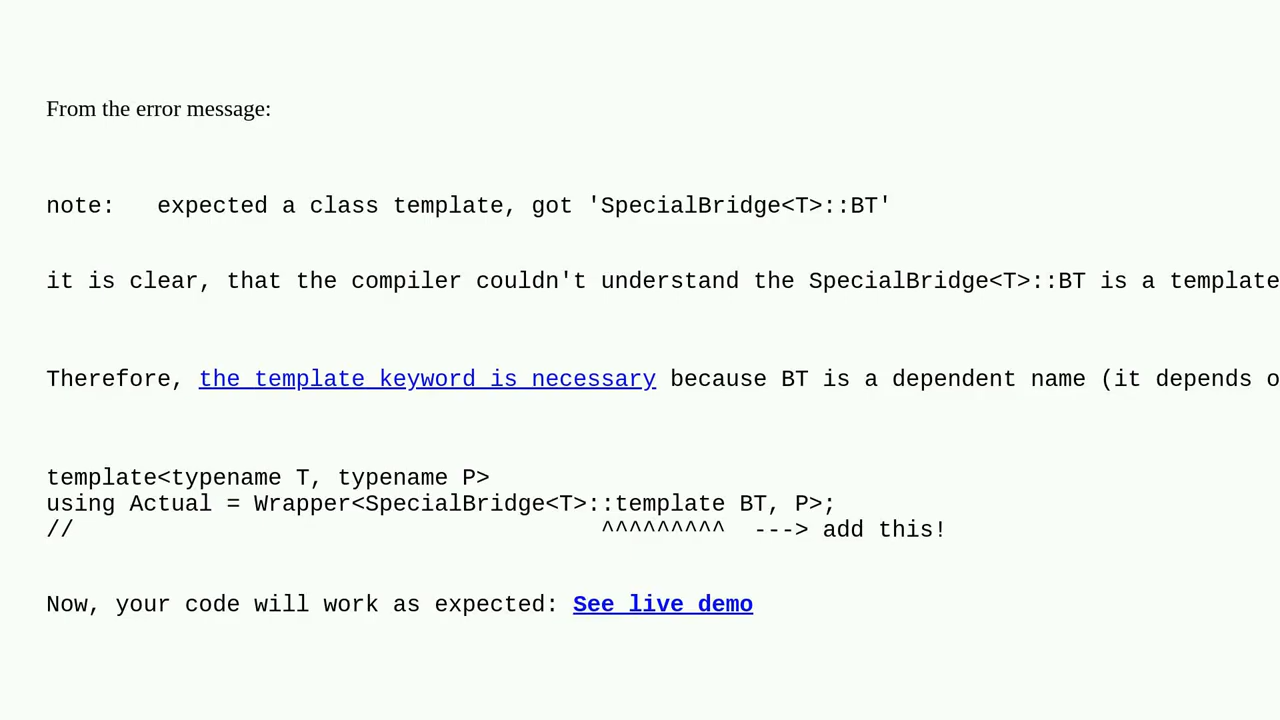 From the error message:
note:   expected a class template, got 'SpecialBridge<T>::BT'
it is clear, that the compiler couldn't understand the SpecialBridge<T>::BT is a template
Therefore, the template keyword is necessary because BT is a dependent name (it depends o
template<typename T, typename P>
using Actual = Wrapper<SpecialBridge<T>::template BT, P>;
//                                      ^^^^^^^^^  ---> add this!
Now, your code will work as expected: See live demo